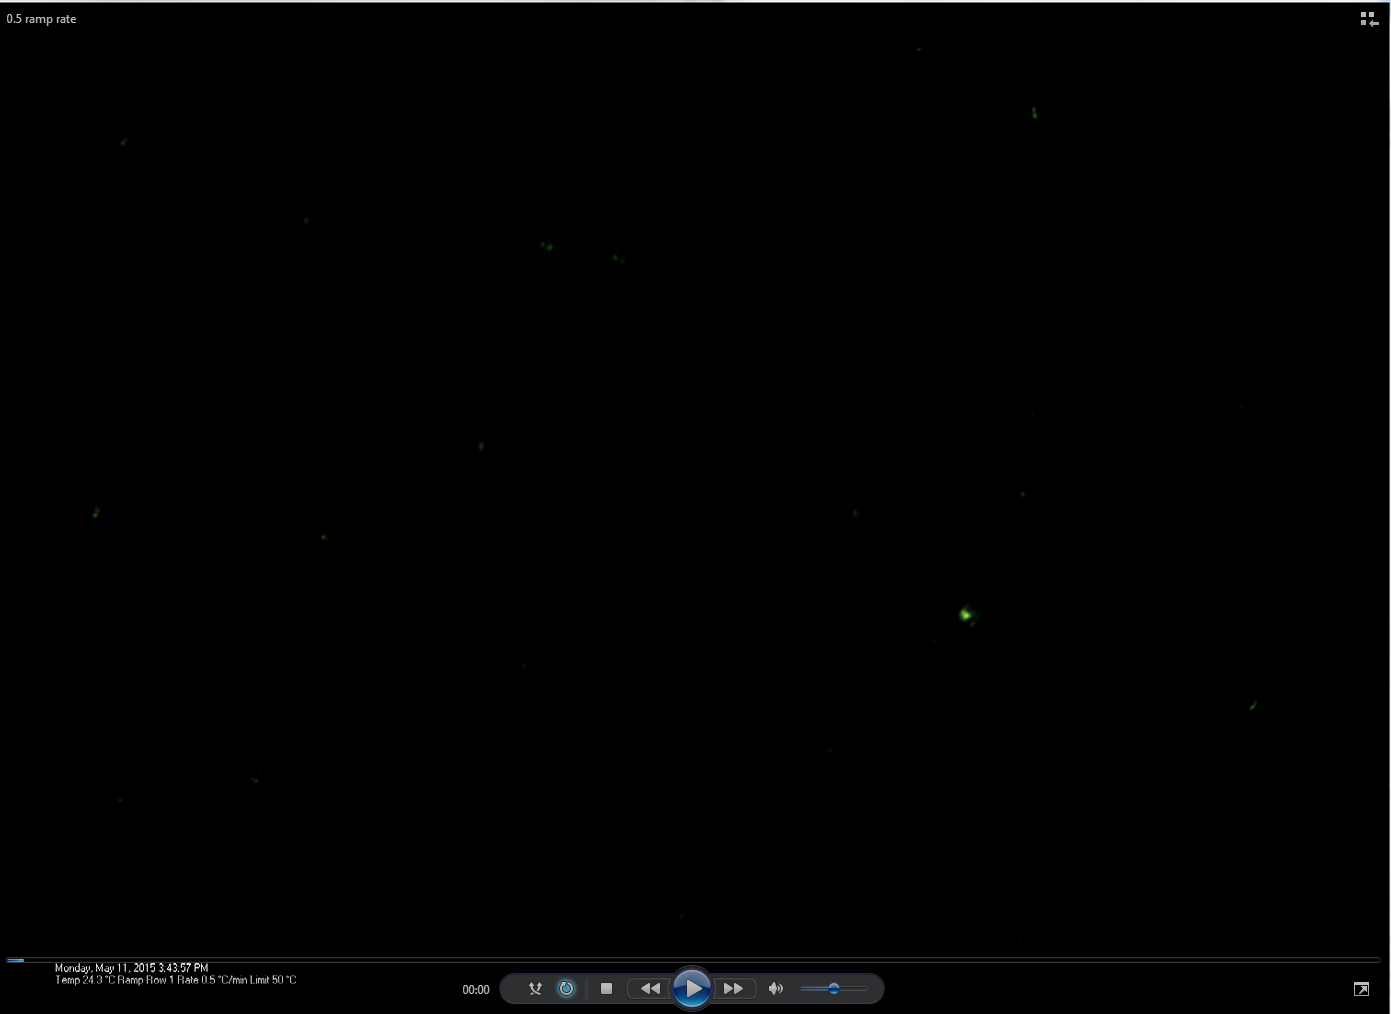 0.5 ramp rate
Monday, May 11, 2015 3:43:57 PM
Temp 24.3 °C Ramp Row 1 Rate 0.5 °C/min Limit 50 °C
00:00